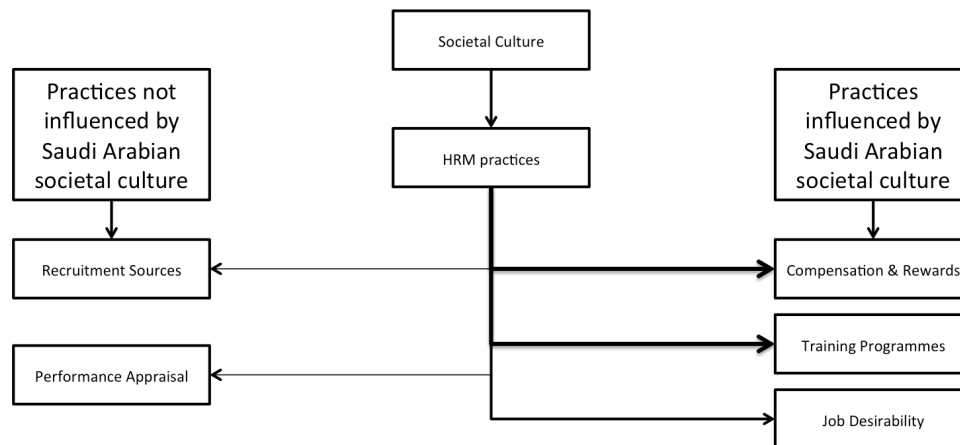 Societal Culture
Practices not
influenced by
Saudi Arabian
societal culture
HRM practices
Practices
influenced by
Saudi Arabian
societal culture
Recruitment Sources
Compensation & Rewards
Training Programmes
Performance Appraisal
Job Desirability